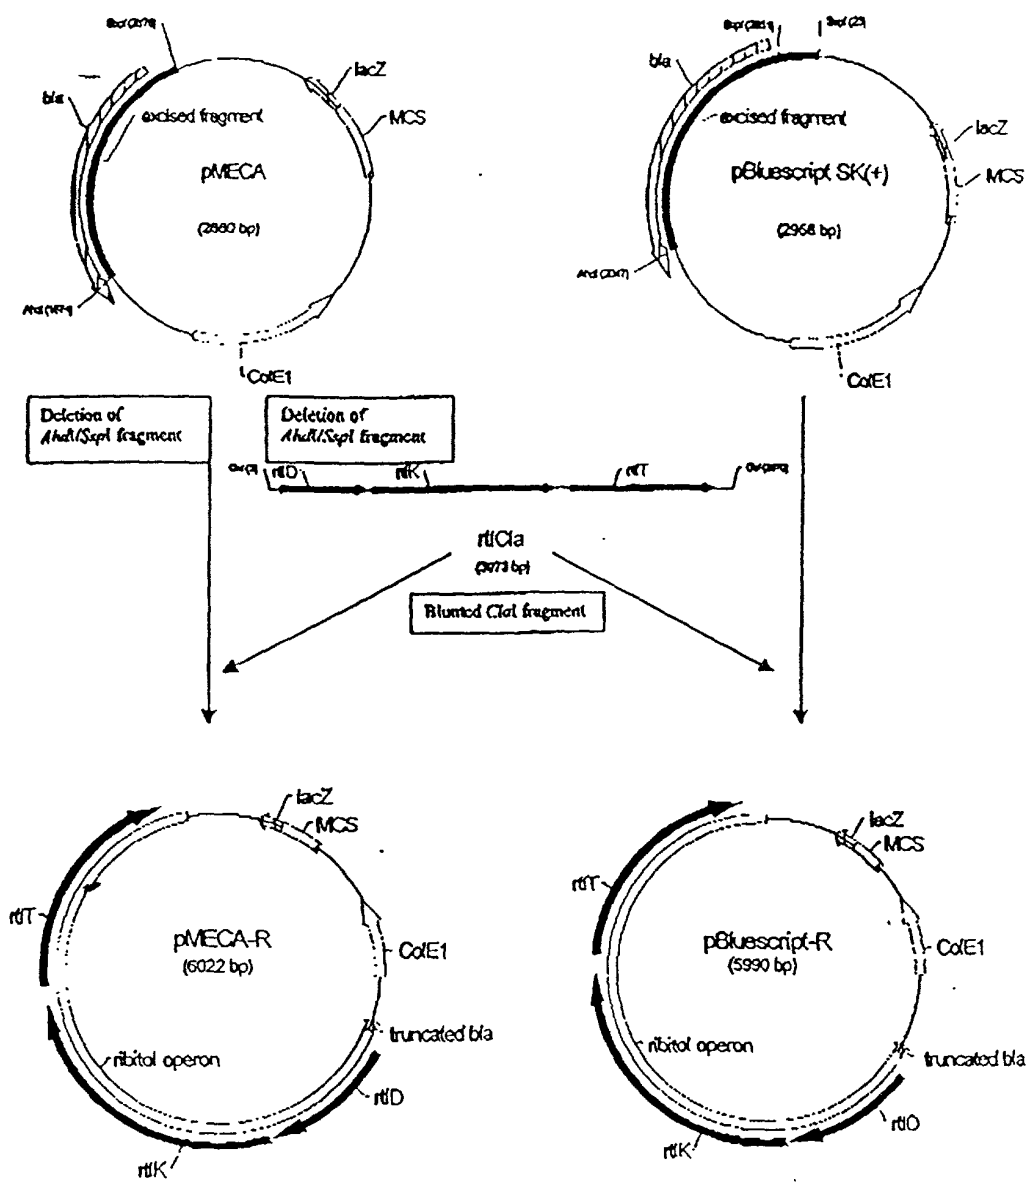 bla
lacZ
MCS
excised fragment
pMECA
ColE1
bla
excised fragment
lacZ
MCS
pBluescript SK(+)
(2958 bp)
ColE1
Deletion of
AhdI/SspI fragment
Deletion of
AhdI/SspI fragment
rtlD
rtlK
rtlT
rtlCla
Blunted ClaI fragment
lacZ
MCS
rtlT
pMECA-R
(6022 bp)
ColE1
truncated bla
ribitol operon
rtlD
rtlK
lacZ
MCS
rtlT
pBluescript-R
(5990 bp)
ColE1
truncated bla
ribitol operon
rtlD
rtlK